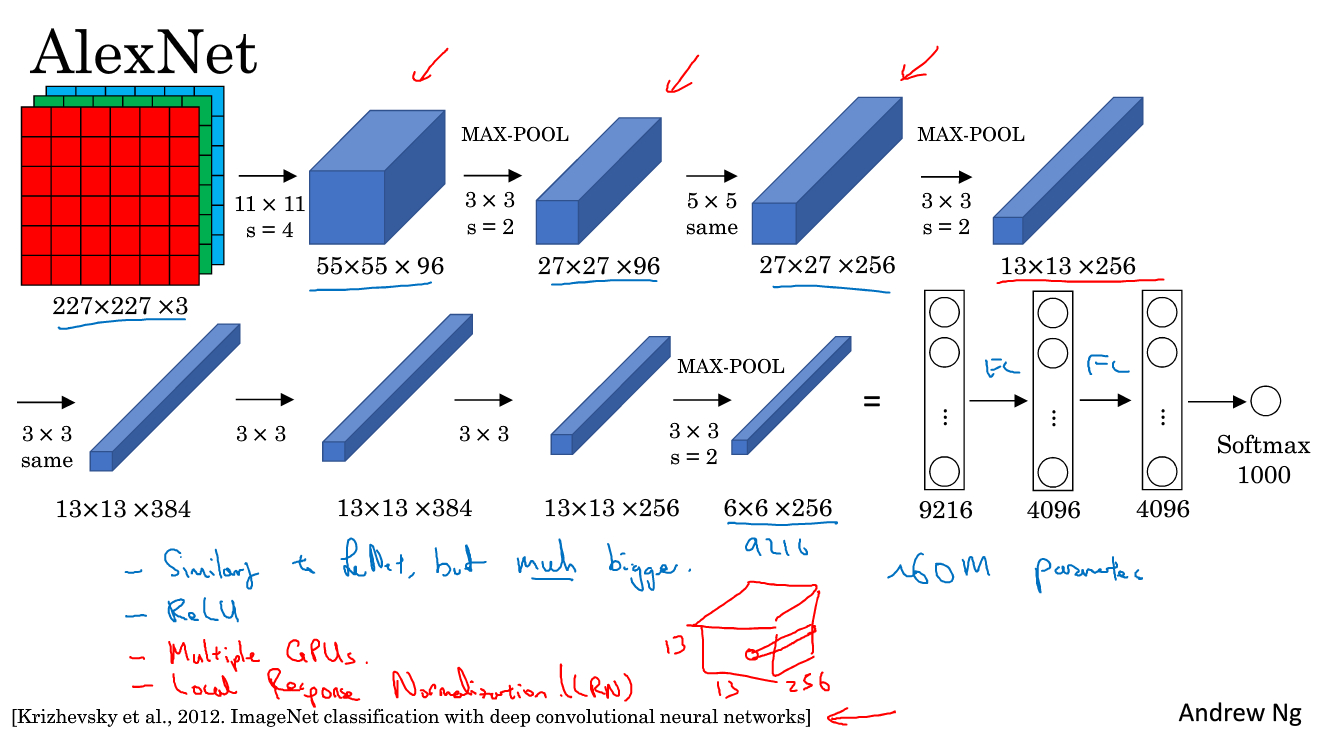 AlexNet
MAX-POOL
MAX-POOL
11 × 11
s = 4
3 × 3
s = 2
5 × 5
same
3 × 3
s = 2
55×55 × 96
27×27 ×96
27×27 ×256
13×13 ×256
227×227 ×3
MAX-POOL
FC
FC
=
3 × 3
same
3 × 3
3 × 3
3 × 3
s = 2
⋮
⋮
⋮
Softmax
1000
13×13 ×384
13×13 ×384
13×13 ×256
6×6 ×256
9216
4096
4096
9216
- Similary to LeNet, but much bigger.
~60M parameters
- ReLU
- Multiple GPUs.
- Local Response Normalization (LRN)
13
13
256
[Krizhevsky et al., 2012. ImageNet classification with deep convolutional neural networks]
Andrew Ng